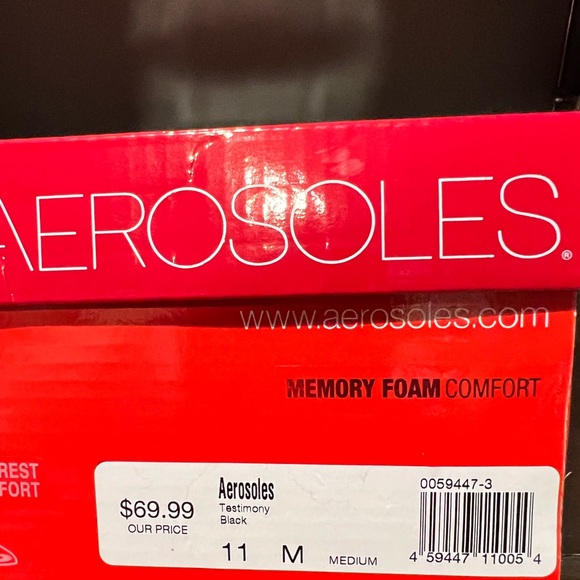 AEROSOLES®
www.aerosoles.com
MEMORY FOAM COMFORT
REST
FORT
Aerosoles
0059447-3
$69.99
Testimony
OUR PRICE
Black
11 M MEDIUM
4 59447 11005 4